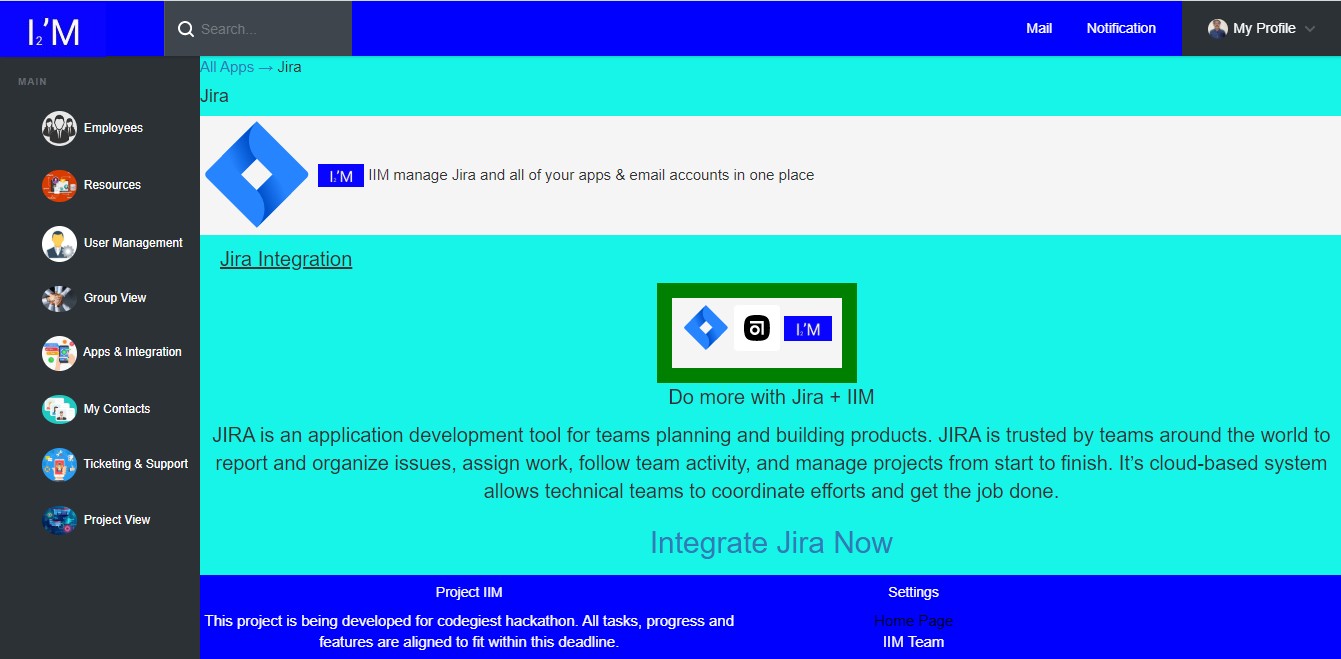 I2'M
Search...
Mail
Notification
My Profile
MAIN
Employees
Resources
User Management
Group View
Apps & Integration
My Contacts
Ticketing & Support
Project View
All Apps → Jira
Jira
I2'M IIM manage Jira and all of your apps & email accounts in one place
Jira Integration
I2'M
Do more with Jira + IIM
JIRA is an application development tool for teams planning and building products. JIRA is trusted by teams around the world to
report and organize issues, assign work, follow team activity, and manage projects from start to finish. It’s cloud-based system
allows technical teams to coordinate efforts and get the job done.
Integrate Jira Now
Project IIM
This project is being developed for codegiest hackathon. All tasks, progress and
features are aligned to fit within this deadline.
Settings
Home Page
IIM Team